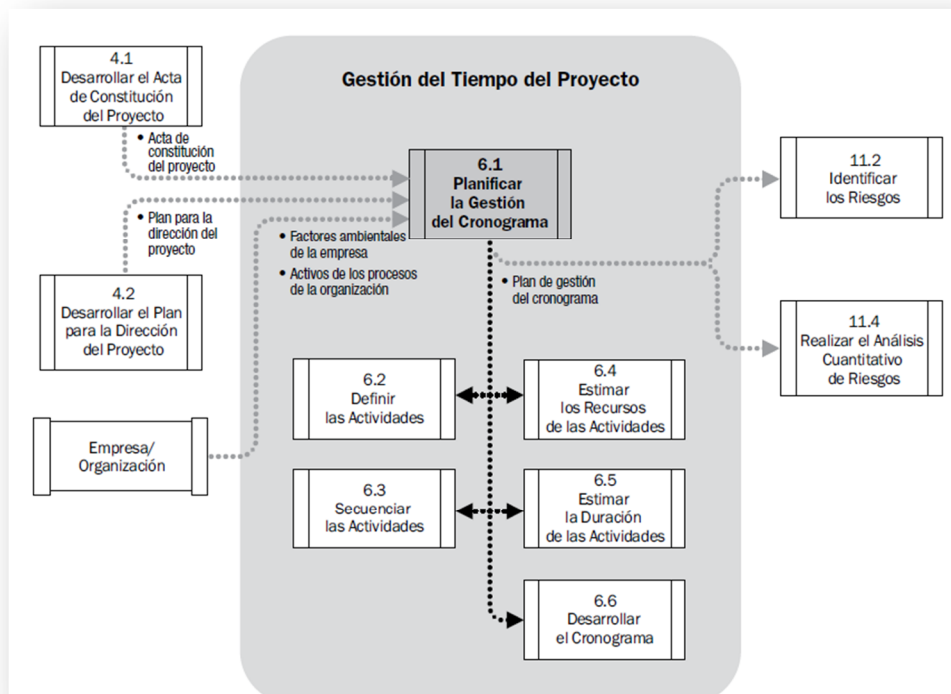 Gestión del Tiempo del Proyecto
4.1
Desarrollar el Acta
de Constitución
del Proyecto
• Acta de
constitución
del proyecto
6.1
Planificar
la Gestión
del Cronograma
11.2
Identificar
los Riesgos
• Plan para la
dirección del
proyecto
• Factores ambientales
de la empresa
• Activos de los procesos
de la organización
• Plan de gestión
del cronograma
4.2
Desarrollar el Plan
para la Dirección
del Proyecto
11.4
Realizar el Análisis
Cuantitativo
de Riesgos
6.2
Definir
las Actividades
6.4
Estimar
los Recursos
de las Actividades
Empresa/
Organización
6.3
Secuenciar
las Actividades
6.5
Estimar
la Duración
de las Actividades
6.6
Desarrollar
el Cronograma